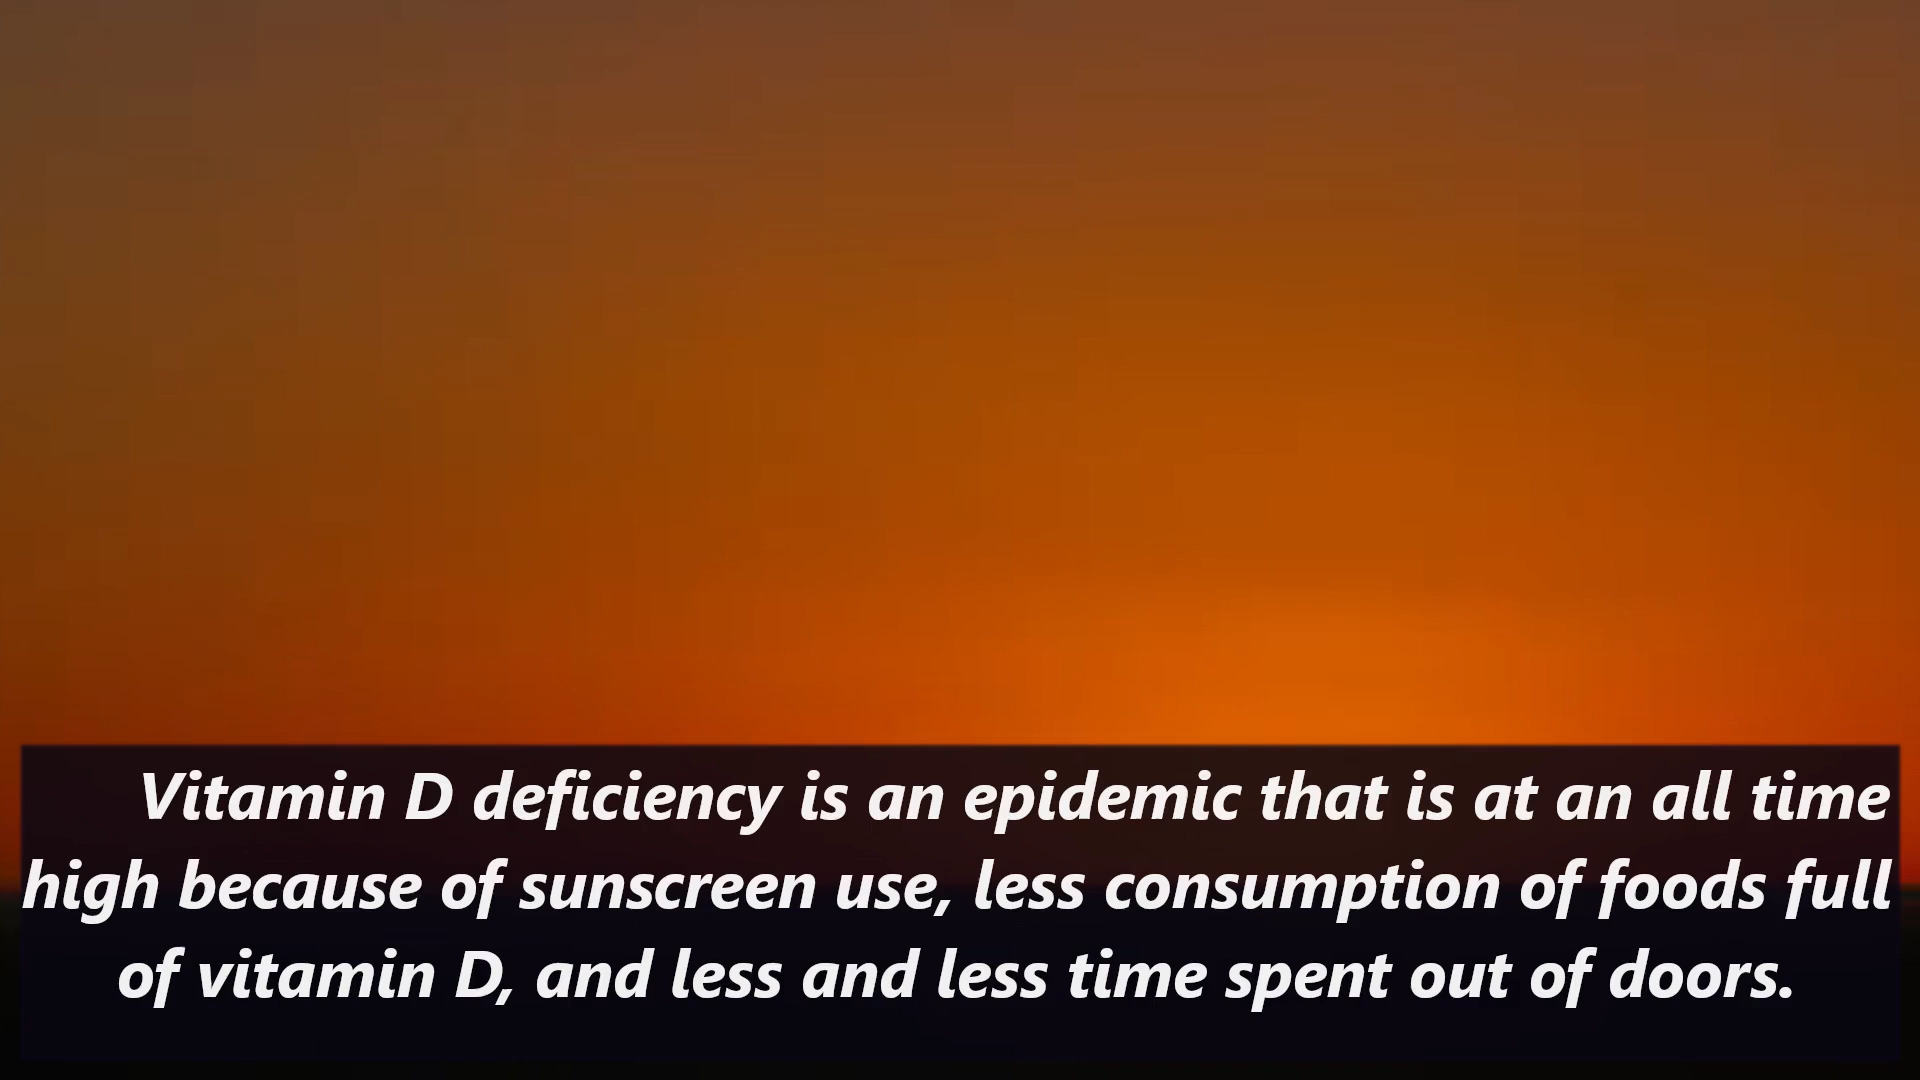 Vitamin D deficiency is an epidemic that is at an all time
high because of sunscreen use, less consumption of foods full
of vitamin D, and less and less time spent out of doors.